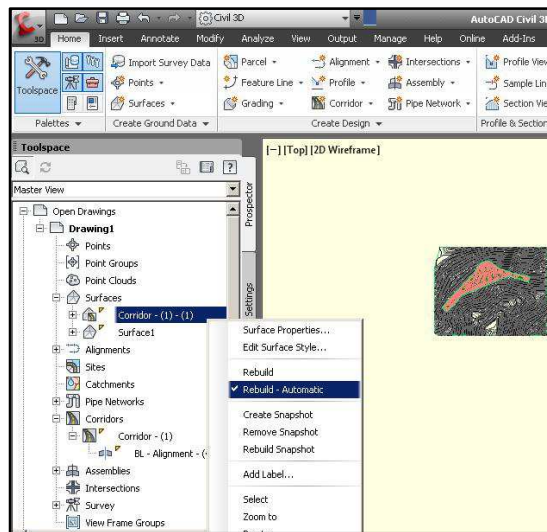 Civil 3D
AutoCAD Civil 3
3D
Home Insert Annotate Modify Analyze View Output Manage Help Online Add-Ins
Toolspace
Import Survey Data
Points
Surfaces
Parcel
Feature Line
Grading
Alignment
Profile
Corridor
Intersections
Assembly
Pipe Network
Profile View
Sample Lin
Section Vie
Palettes Create Ground Data Create Design Profile & Section
Toolspace
[−] [Top] [2D Wireframe]
Master View
Prospector
Settings
Open Drawings
Drawing1
Points
Point Groups
Point Clouds
Surfaces
Corridor - (1) - (1)
Surface1
Alignments
Sites
Catchments
Pipe Networks
Corridors
Corridor - (1)
BL - Alignment - (
Assemblies
Intersections
Survey
View Frame Groups
Surface Properties...
Edit Surface Style...
Rebuild
Rebuild - Automatic
Create Snapshot
Remove Snapshot
Rebuild Snapshot
Add Label...
Select
Zoom to